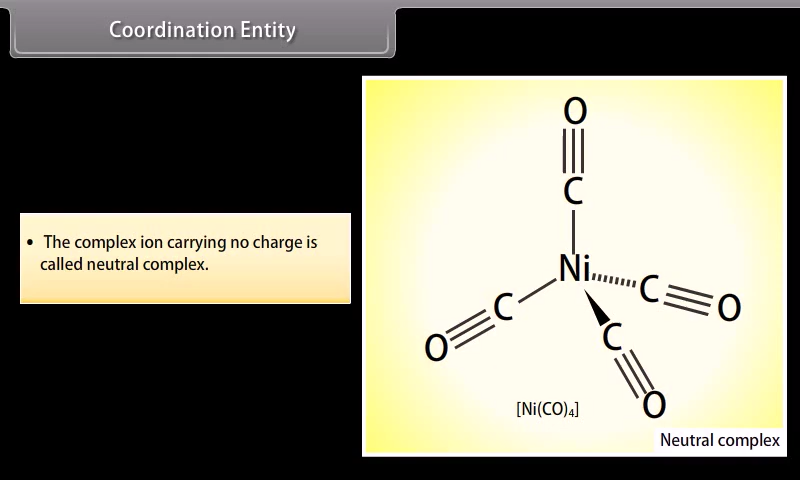 Coordination Entity
• The complex ion carrying no charge is
called neutral complex.
O
C
Ni
C
O
C
O
C
O
[Ni(CO)₄]
Neutral complex